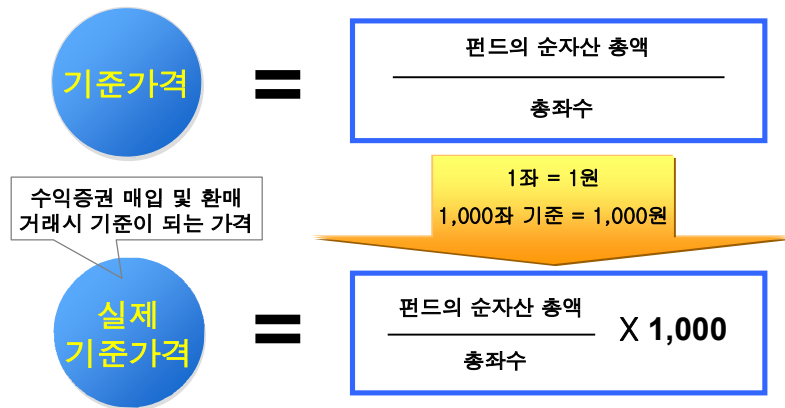 기준가격
=
펀드의 순자산 총액
총좌수
1좌 = 1원
1,000좌 기준 = 1,000원
수익증권 매입 및 환매
거래시 기준이 되는 가격
실제
기준가격
=
펀드의 순자산 총액
총좌수
X 1,000